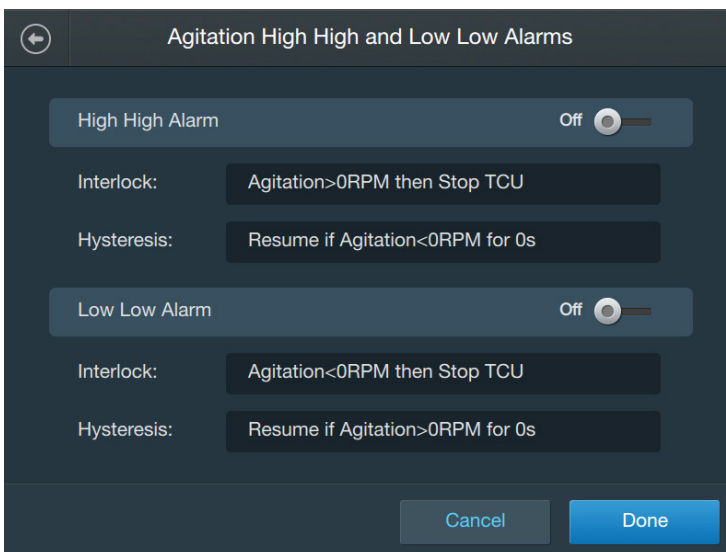 Agitation High High and Low Low Alarms
High High Alarm Off
Interlock: Agitation>0RPM then Stop TCU
Hysteresis: Resume if Agitation<0RPM for 0s
Low Low Alarm Off
Interlock: Agitation<0RPM then Stop TCU
Hysteresis: Resume if Agitation>0RPM for 0s
Cancel Done